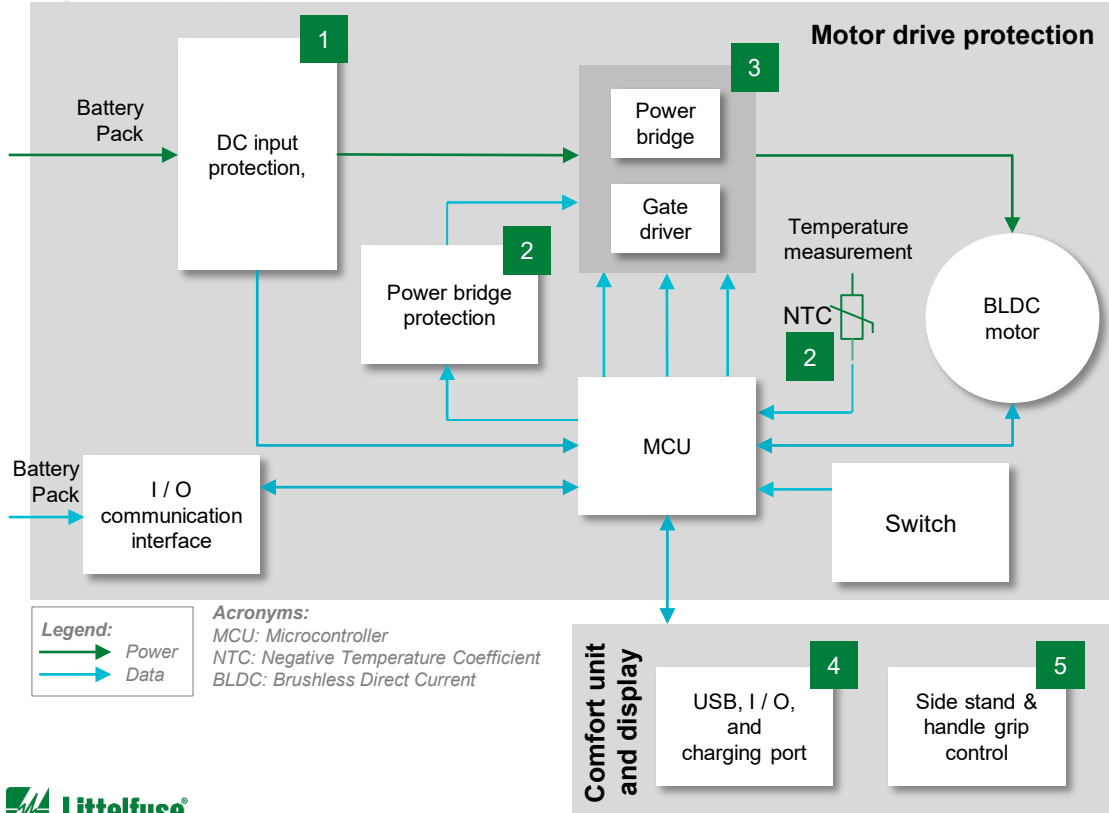 Motor drive protection
1
3
Battery
Pack
DC input
protection,
Power
bridge
Gate
driver
2
Power bridge
protection
Temperature
measurement
NTC
2
BLDC
motor
MCU
Battery
Pack
I / O
communication
interface
Switch
Legend:
Power
Data
Acronyms:
MCU: Microcontroller
NTC: Negative Temperature Coefficient
BLDC: Brushless Direct Current
Comfort unit
and display
4
USB, I / O,
and
charging port
5
Side stand &
handle grip
control
Littelfuse®